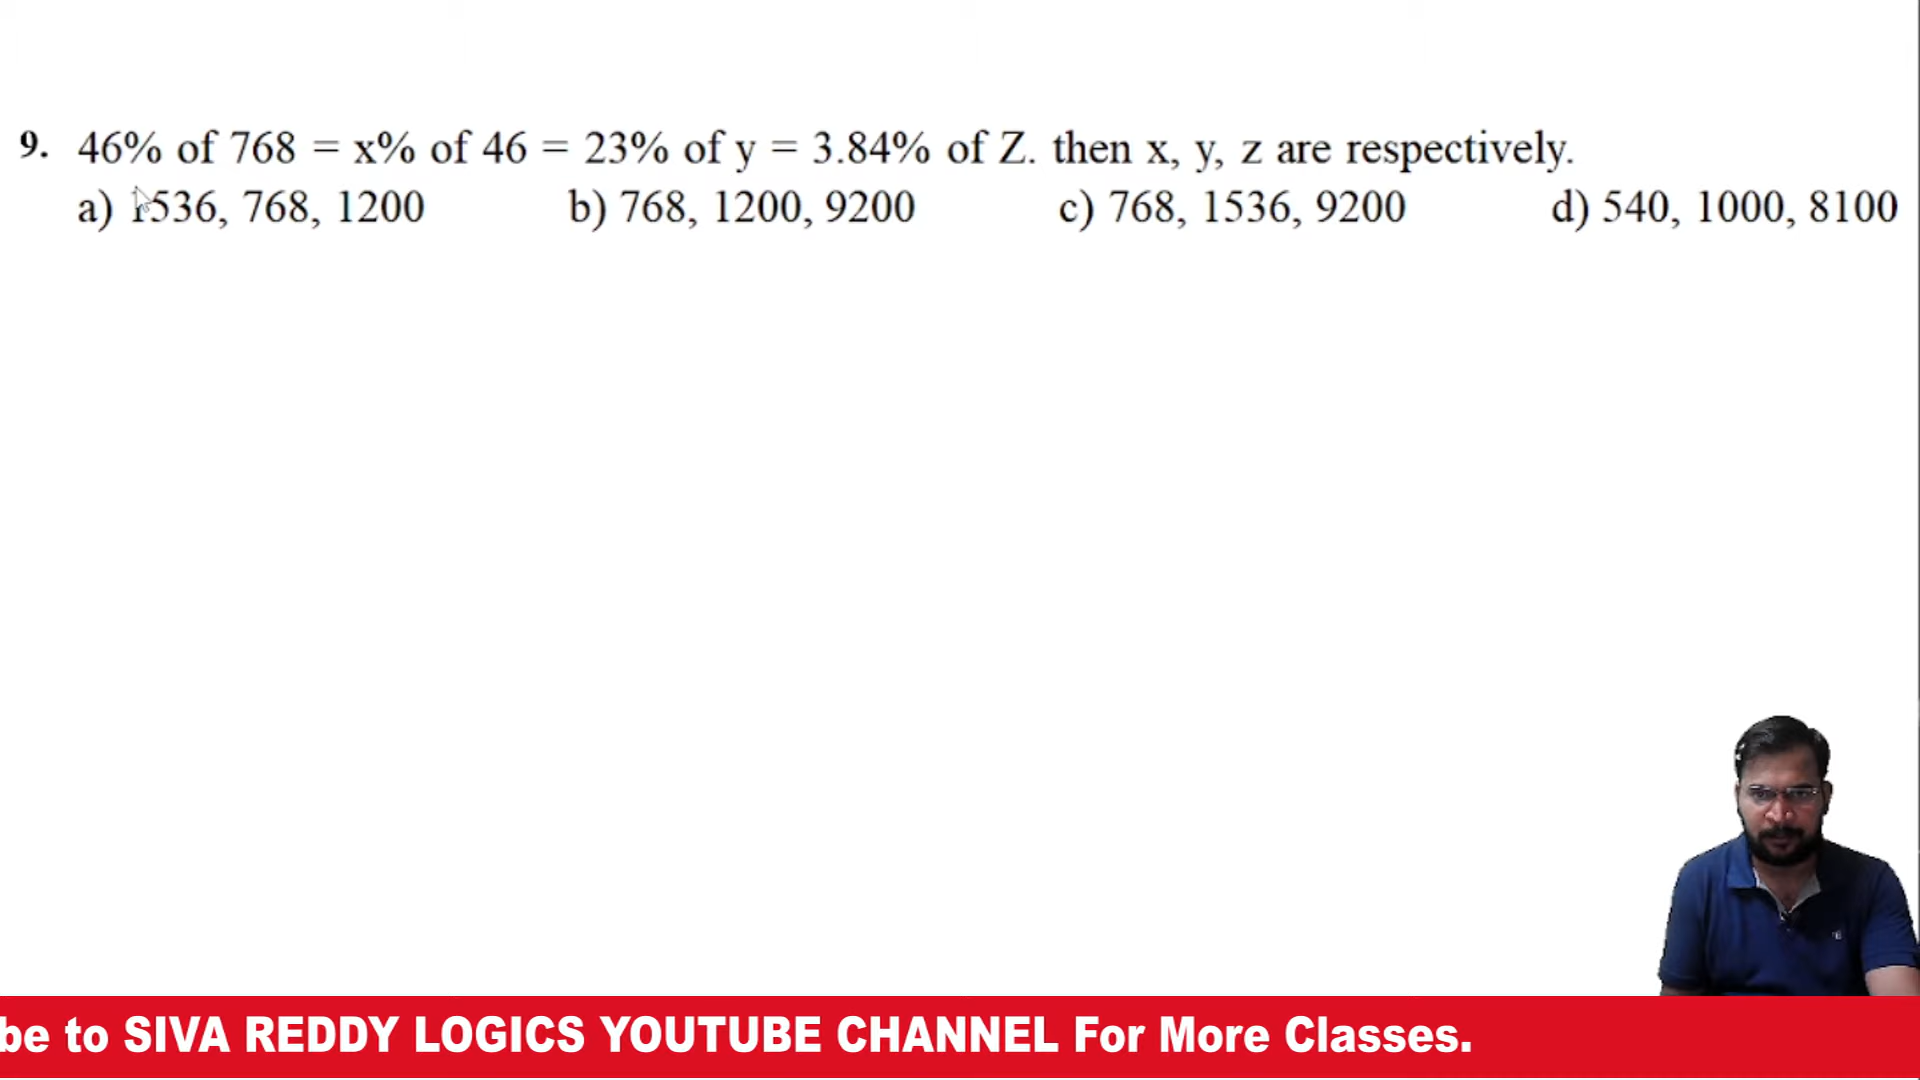 9. 46% of 768 = x% of 46 = 23% of y = 3.84% of Z. then x, y, z are respectively.
a) 1536, 768, 1200 b) 768, 1200, 9200 c) 768, 1536, 9200 d) 540, 1000, 8100
be to SIVA REDDY LOGICS YOUTUBE CHANNEL For More Classes.